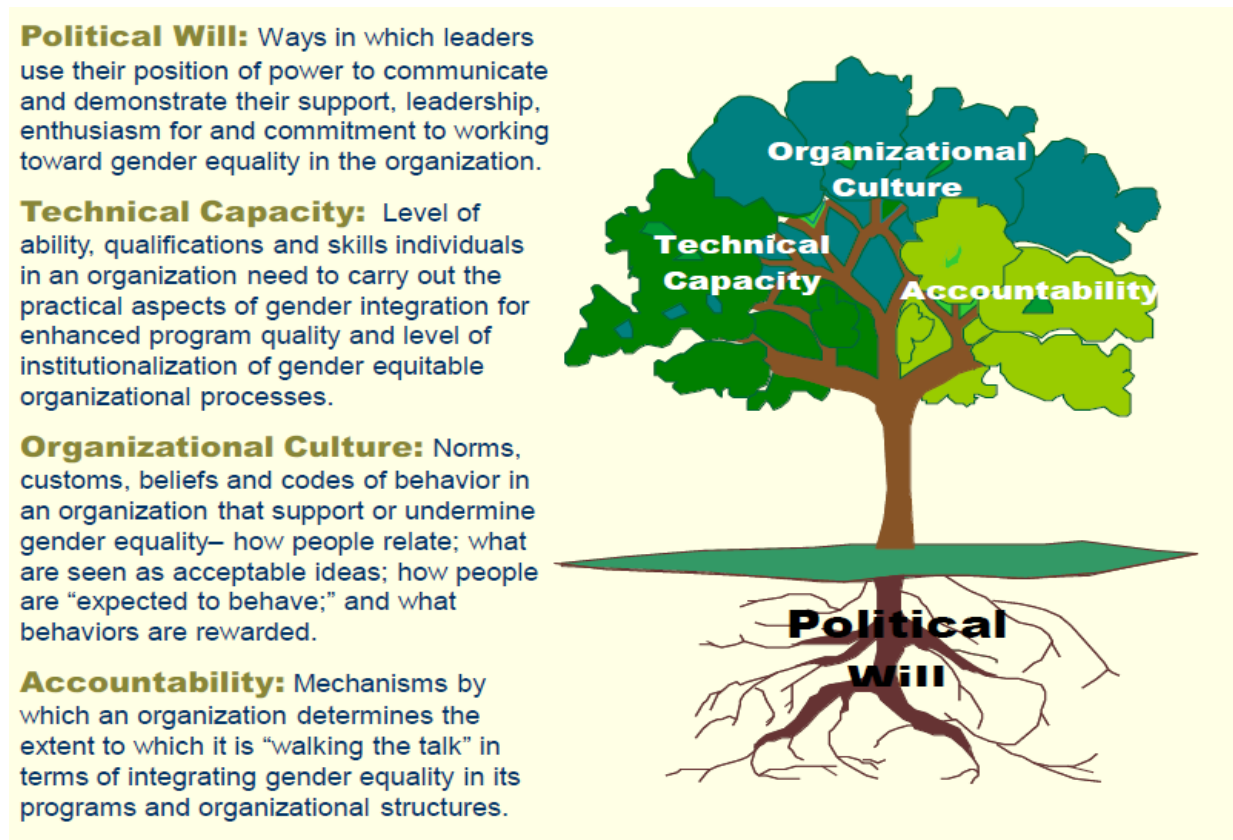 Political Will: Ways in which leaders
use their position of power to communicate
and demonstrate their support, leadership,
enthusiasm for and commitment to working
toward gender equality in the organization.
Technical Capacity: Level of
ability, qualifications and skills individuals
in an organization need to carry out the
practical aspects of gender integration for
enhanced program quality and level of
institutionalization of gender equitable
organizational processes.
Organizational Culture: Norms,
customs, beliefs and codes of behavior in
an organization that support or undermine
gender equality– how people relate; what
are seen as acceptable ideas; how people
are “expected to behave;” and what
behaviors are rewarded.
Accountability: Mechanisms by
which an organization determines the
extent to which it is “walking the talk” in
terms of integrating gender equality in its
programs and organizational structures.
Organizational
Culture
Technical
Capacity
Accountability
Political
Will